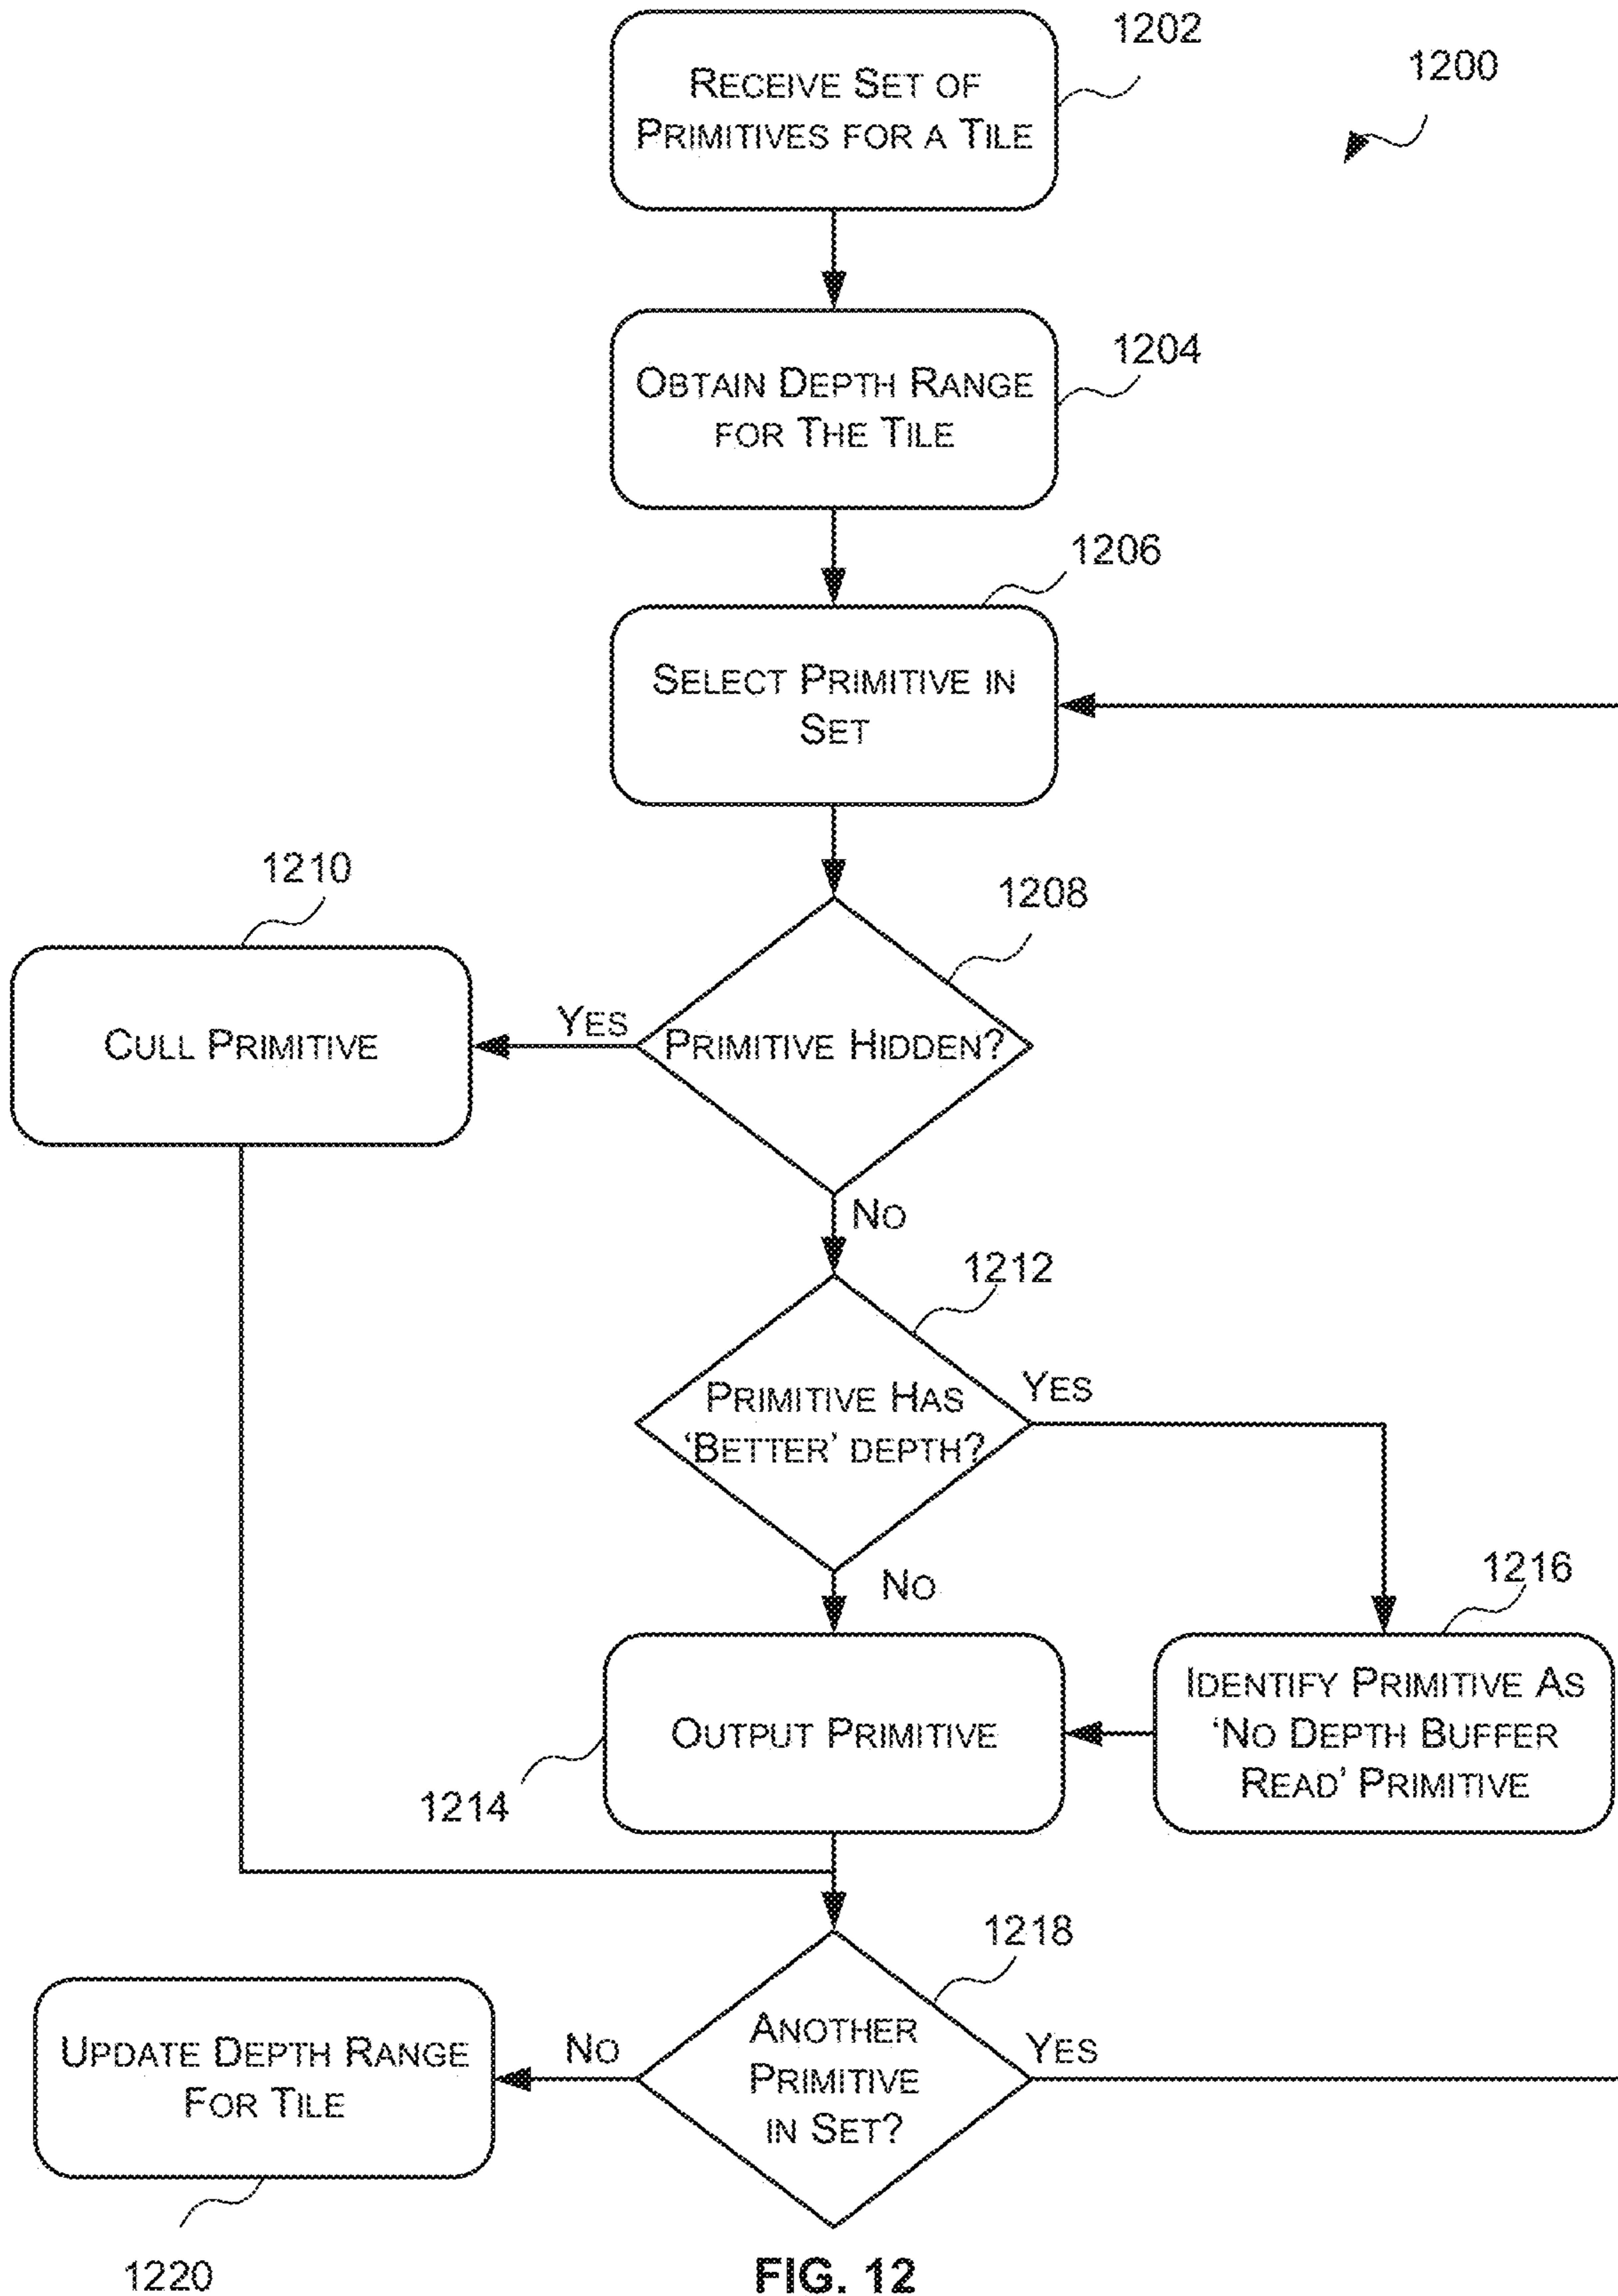 1202
1200
RECEIVE SET OF
PRIMITIVES FOR A TILE
1204
OBTAIN DEPTH RANGE
FOR THE TILE
1206
SELECT PRIMITIVE IN
SET
1210
1208
CULL PRIMITIVE
YES
PRIMITIVE HIDDEN?
NO
1212
PRIMITIVE HAS
'BETTER' DEPTH?
YES
NO
1216
OUTPUT PRIMITIVE
IDENTIFY PRIMITIVE AS
'NO DEPTH BUFFER
READ' PRIMITIVE
1214
1218
UPDATE DEPTH RANGE
FOR TILE
NO
ANOTHER
PRIMITIVE
IN SET?
YES
1220
FIG. 12